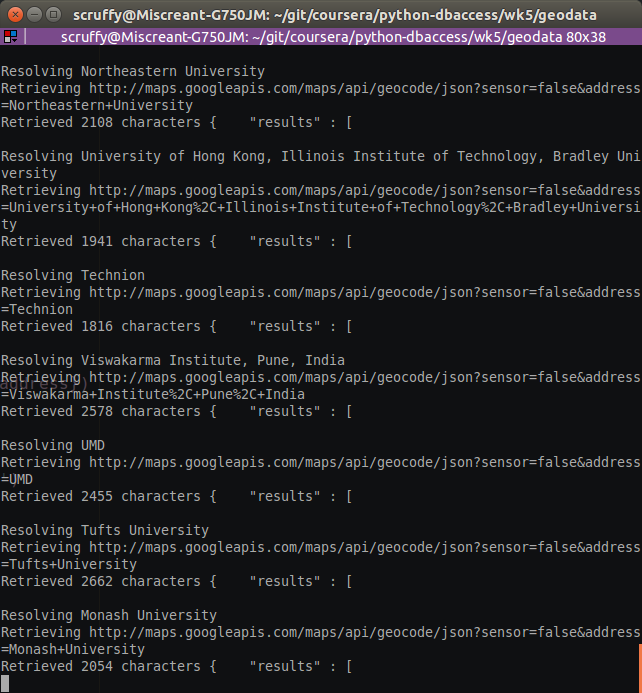 scruffy@Miscreant-G750JM: ~/git/coursera/python-dbaccess/wk5/geodata
scruffy@Miscreant-G750JM: ~/git/coursera/python-dbaccess/wk5/geodata 80x38
Resolving Northeastern University
Retrieving http://maps.googleapis.com/maps/api/geocode/json?sensor=false&address
=Northeastern+University
Retrieved 2108 characters {    "results" : [
Resolving University of Hong Kong, Illinois Institute of Technology, Bradley Uni
versity
Retrieving http://maps.googleapis.com/maps/api/geocode/json?sensor=false&address
=University+of+Hong+Kong%2C+Illinois+Institute+of+Technology%2C+Bradley+Universi
ty
Retrieved 1941 characters {    "results" : [
Resolving Technion
Retrieving http://maps.googleapis.com/maps/api/geocode/json?sensor=false&address
=Technion
Retrieved 1816 characters {    "results" : [
Resolving Viswakarma Institute, Pune, India
Retrieving http://maps.googleapis.com/maps/api/geocode/json?sensor=false&address
address))
=Viswakarma+Institute%2C+Pune%2C+India
Retrieved 2578 characters {    "results" : [
Resolving UMD
Retrieving http://maps.googleapis.com/maps/api/geocode/json?sensor=false&address
=UMD
Retrieved 2455 characters {    "results" : [
Resolving Tufts University
Retrieving http://maps.googleapis.com/maps/api/geocode/json?sensor=false&address
=Tufts+University
Retrieved 2662 characters {    "results" : [
Resolving Monash University
Retrieving http://maps.googleapis.com/maps/api/geocode/json?sensor=false&address
=Monash+University
Retrieved 2054 characters {    "results" : [